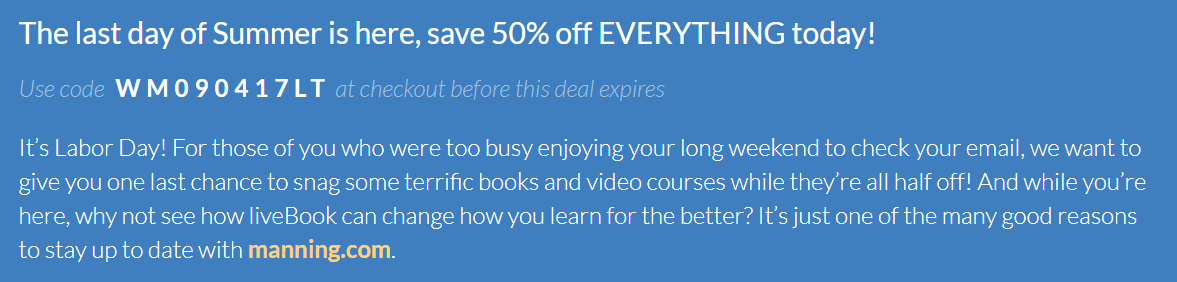 The last day of Summer is here, save 50% off EVERYTHING today!
Use code WM090417LT at checkout before this deal expires
It’s Labor Day! For those of you who were too busy enjoying your long weekend to check your email, we want to
give you one last chance to snag some terrific books and video courses while they’re all half off! And while you’re
here, why not see how liveBook can change how you learn for the better? It’s just one of the many good reasons
to stay up to date with manning.com.